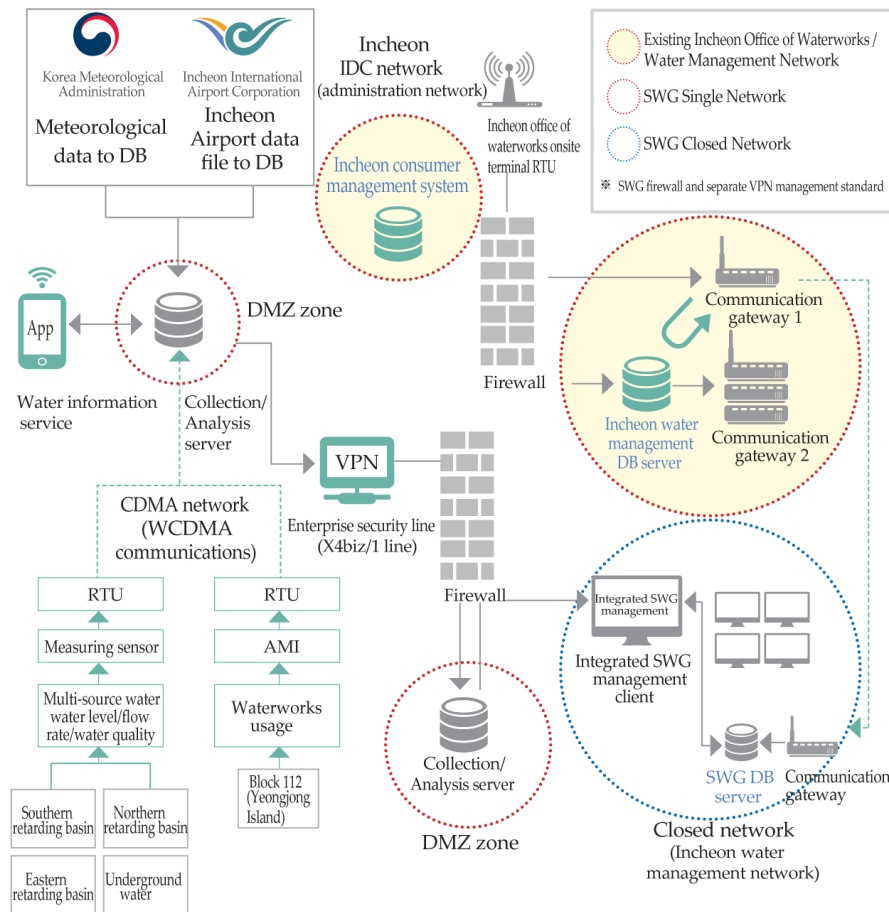 Korea Meteorological
Administration
Meteorological
data to DB
Incheon International
Airport Corporation
Incheon
Airport data
file to DB
Incheon
IDC network
(administration network)
Incheon consumer
management system
Incheon office of
waterworks onsite
terminal RTU
Existing Incheon Office of Waterworks /
Water Management Network
SWG Single Network
SWG Closed Network
※ SWG firewall and separate VPN management standard
App
Water information
service
DMZ zone
Collection/
Analysis
server
Firewall
Communication
gateway 1
Incheon water
management
DB server
Communication
gateway 2
VPN
Enterprise security line
(X4biz/1 line)
CDMA network
(WCDMA
communications)
Firewall
RTU
Measuring sensor
Multi-source water
water level/flow
rate/water quality
Southern
retarding basin
Northern
retarding basin
Eastern
retarding basin
Underground
water
RTU
AMI
Waterworks
usage
Block 112
(Yeongjong
Island)
Collection/
Analysis server
DMZ zone
Integrated SWG
management
Integrated SWG
management
client
SWG DB
server
Communication
gateway
Closed network
(Incheon water
management network)